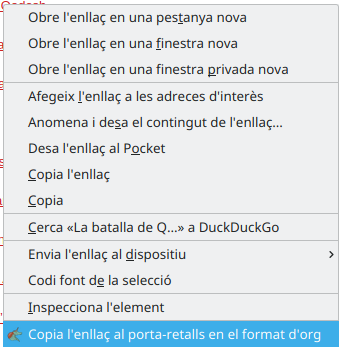 Obre l'enllaç en una pestanya nova
Obre l'enllaç en una finestra nova
Obre l'enllaç en una finestra privada nova
Afegeix l'enllaç a les adreces d'interès
Anomena i desa el contingut de l'enllaç...
Desa l'enllaç al Pocket
Copia l'enllaç
Copia
Cerca «La batalla de Q...» a DuckDuckGo
Envia l'enllaç al dispositiu
Codi font de la selecció
Inspecciona l'element
Copia l'enllaç al porta-retalls en el format d'org